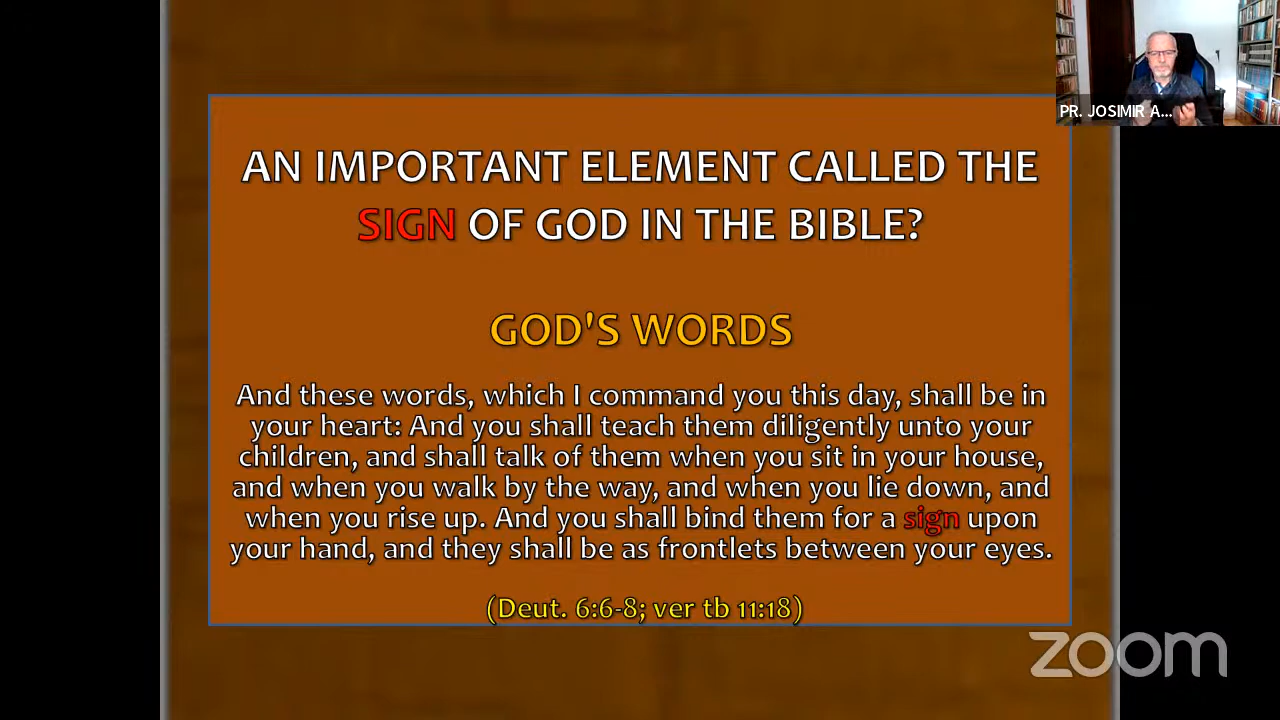 PR. JOSIMIR A...
AN IMPORTANT ELEMENT CALLED THE
SIGN OF GOD IN THE BIBLE?
GOD'S WORDS
And these words, which I command you this day, shall be in
your heart: And you shall teach them diligently unto your
children, and shall talk of them when you sit in your house,
and when you walk by the way, and when you lie down, and
when you rise up. And you shall bind them for a sign upon
your hand, and they shall be as frontlets between your eyes.
(Deut. 6:6-8; ver tb 11:18)
zoom